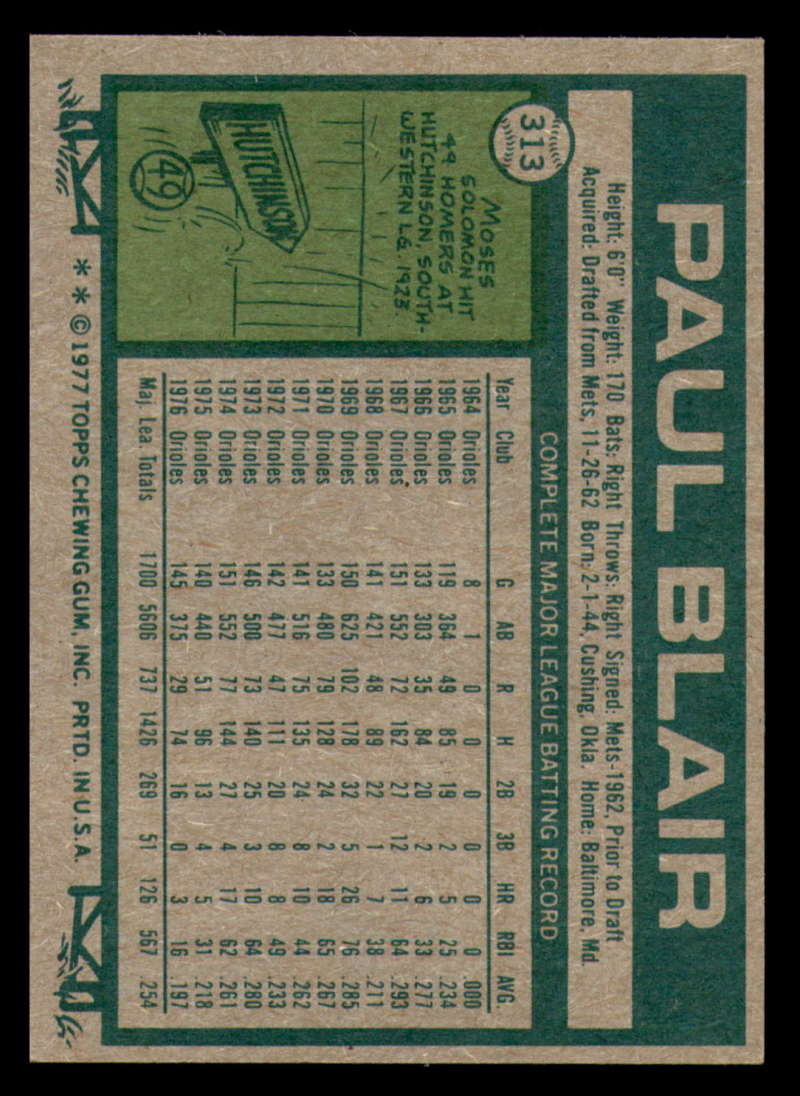 313
PAUL BLAIR
Height: 6'0" Weight: 170 Bats: Right Throws: Right Signed: Mets-1962, Prior to Draft
Acquired: Drafted from Mets, 11-26-62 Born: 2-1-44, Cushing, Okla. Home: Baltimore, Md.
MOSES
SOLOMON HIT
49 HOMERS AT
HUTCHINSON, SOUTH-
WESTERN LG. 1923
HUTCHINSON
49
COMPLETE MAJOR LEAGUE BATTING RECORD
Year Club G AB R H 2B 3B HR RBI AVG.
1964 Orioles 8 1 0 0 0 0 0 0 .000
1965 Orioles 119 364 49 85 19 2 5 25 .234
1966 Orioles 133 303 35 84 20 2 6 33 .277
1967 Orioles 151 552 72 162 27 12 11 64 .293
1968 Orioles 141 421 48 89 22 1 7 38 .211
1969 Orioles 150 625 102 178 32 5 26 76 .285
1970 Orioles 133 480 79 128 24 2 18 65 .267
1971 Orioles 141 516 75 135 24 8 10 44 .262
1972 Orioles 142 477 47 111 20 8 8 49 .233
1973 Orioles 146 500 73 140 25 3 10 64 .280
1974 Orioles 151 552 77 144 27 4 17 62 .261
1975 Orioles 140 440 51 96 13 4 5 31 .218
1976 Orioles 145 375 29 74 16 0 3 16 .197
Maj. Lea Totals 1700 5606 737 1426 269 51 126 567 .254
* * © 1977 TOPPS CHEWING GUM, INC. PRTD. IN U.S.A.